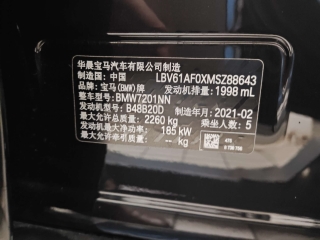 华晨宝马汽车有限公司制造
制造国：中国 LBV61AF0XMSZ88643
品牌：宝马(BMW)牌 发动机排量：1998 mL
整车型号：BMW7201NN
发动机型号：B48B20D 制造年月：2021-02
最大允许总质量：2260 kg 乘坐人数：5
发动机最大净功率：185 kW
最大允许牵引质量：-- kg